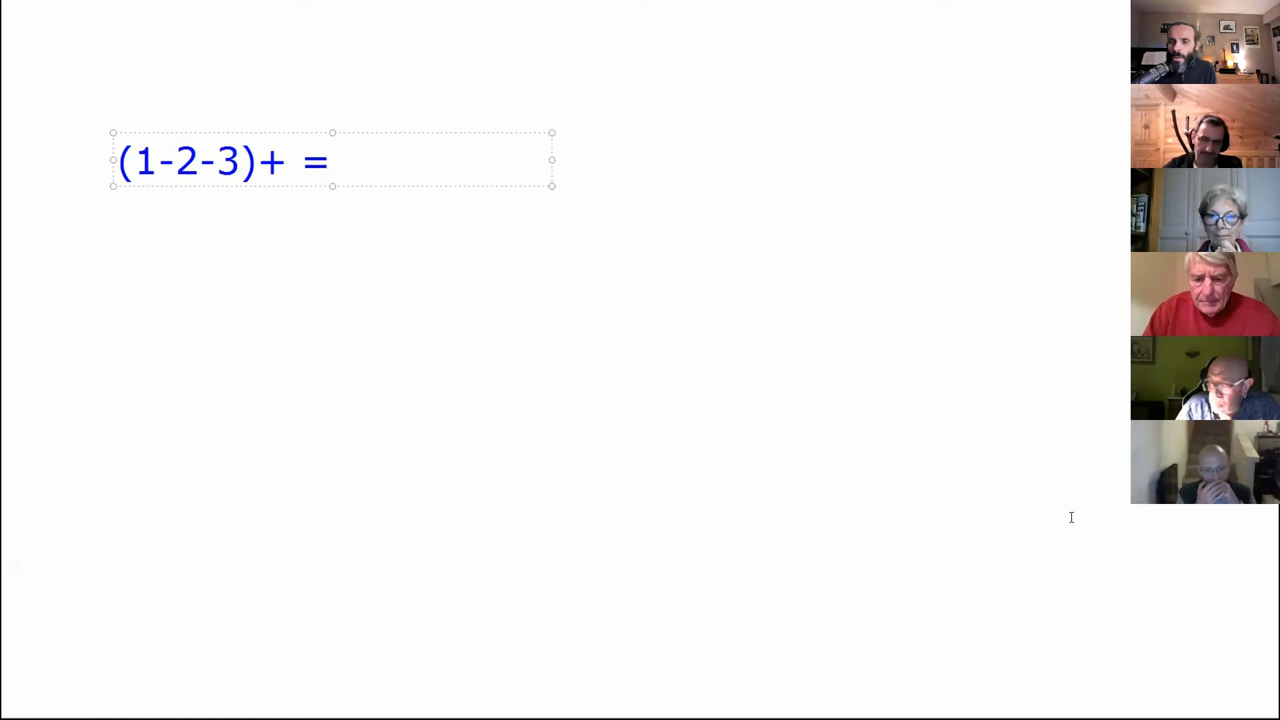 (1-2-3)+ =